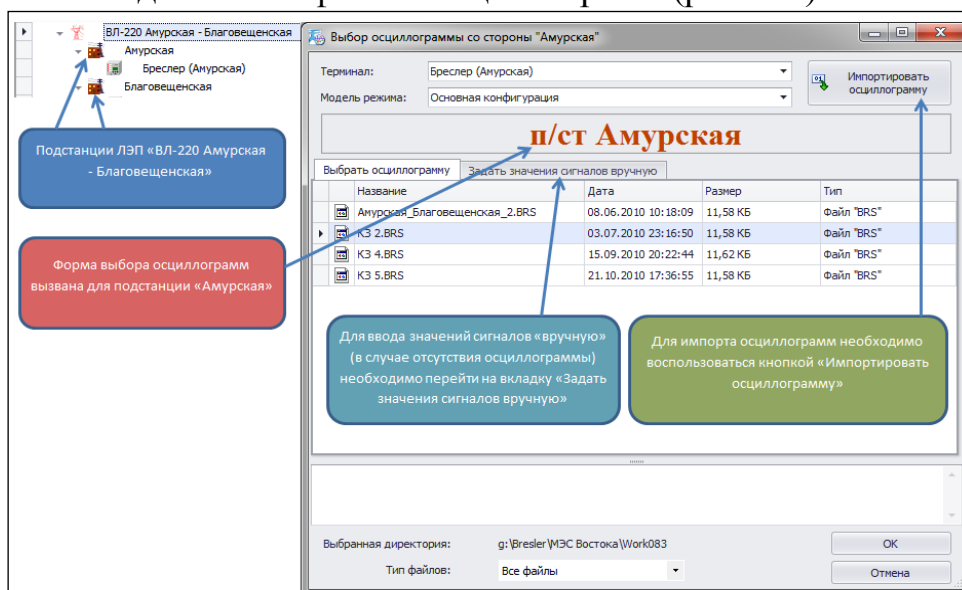 ВЛ-220 Амурская - Благовещенская
Амурская
Бреслер (Амурская)
Благовещенская
Подстанции ЛЭП «ВЛ-220 Амурская
- Благовещенская»
Форма выбора осциллограмм
вызвана для подстанции «Амурская»
Выбор осциллограммы со стороны "Амурская"
Терминал: Бреслер (Амурская)
Модель режима: Основная конфигурация
Импортировать
осциллограмму
п/ст Амурская
Выбрать осциллограмму Задать значения сигналов вручную
Название Дата Размер Тип
Амурская_Благовещенская_2.BRS 08.06.2010 10:18:09 11,58 КБ Файл "BRS"
КЗ 2.BRS 03.07.2010 23:16:50 11,58 КБ Файл "BRS"
КЗ 4.BRS 15.09.2010 20:22:44 11,62 КБ Файл "BRS"
КЗ 5.BRS 21.10.2010 17:36:55 11,58 КБ Файл "BRS"
Для ввода значений сигналов «вручную»
(в случае отсутствия осциллограммы)
необходимо перейти на вкладку «Задать
значения сигналов вручную»
Для импорта осциллограмм необходимо
воспользоваться кнопкой «Импортировать
осциллограмму»
Выбранная директория: g:\Bresler\МЭС Востока\Work083
Тип файлов: Все файлы
ОК
Отмена